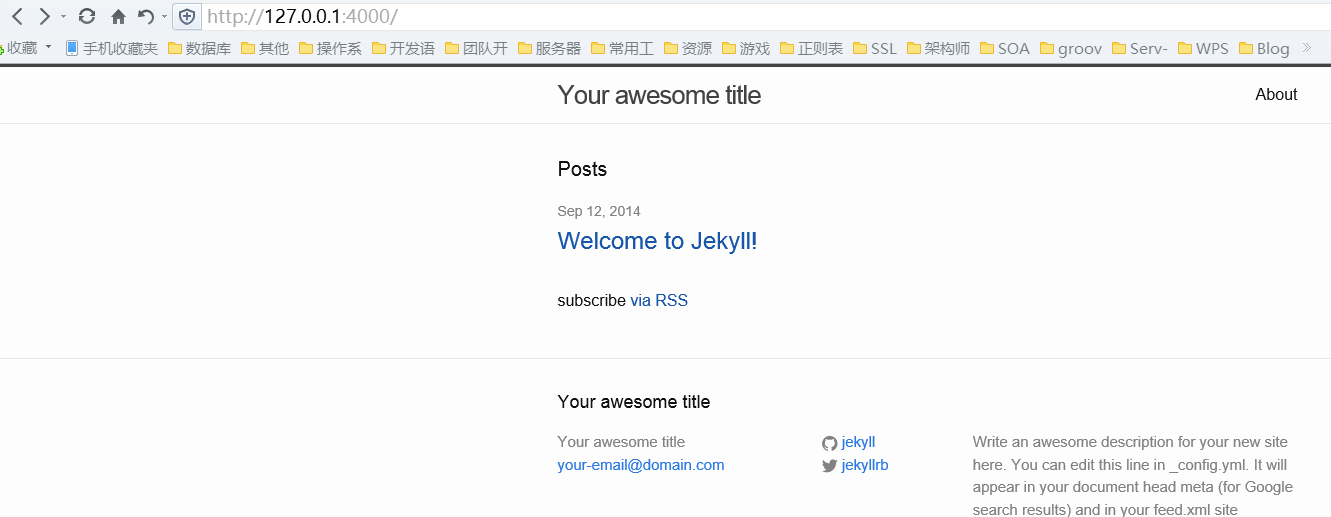 http://127.0.0.1:4000/
收藏 手机收藏夹 数据库 其他 操作系 开发语 团队开 服务器 常用工 资源 游戏 正则表 SSL 架构师 SOA groov Serv- WPS Blog
Your awesome title About
Posts
Sep 12, 2014
Welcome to Jekyll!
subscribe via RSS
Your awesome title
Your awesome title
your-email@domain.com
jekyll
jekyllrb
Write an awesome description for your new site
here. You can edit this line in _config.yml. It will
appear in your document head meta (for Google
search results) and in your feed.xml site